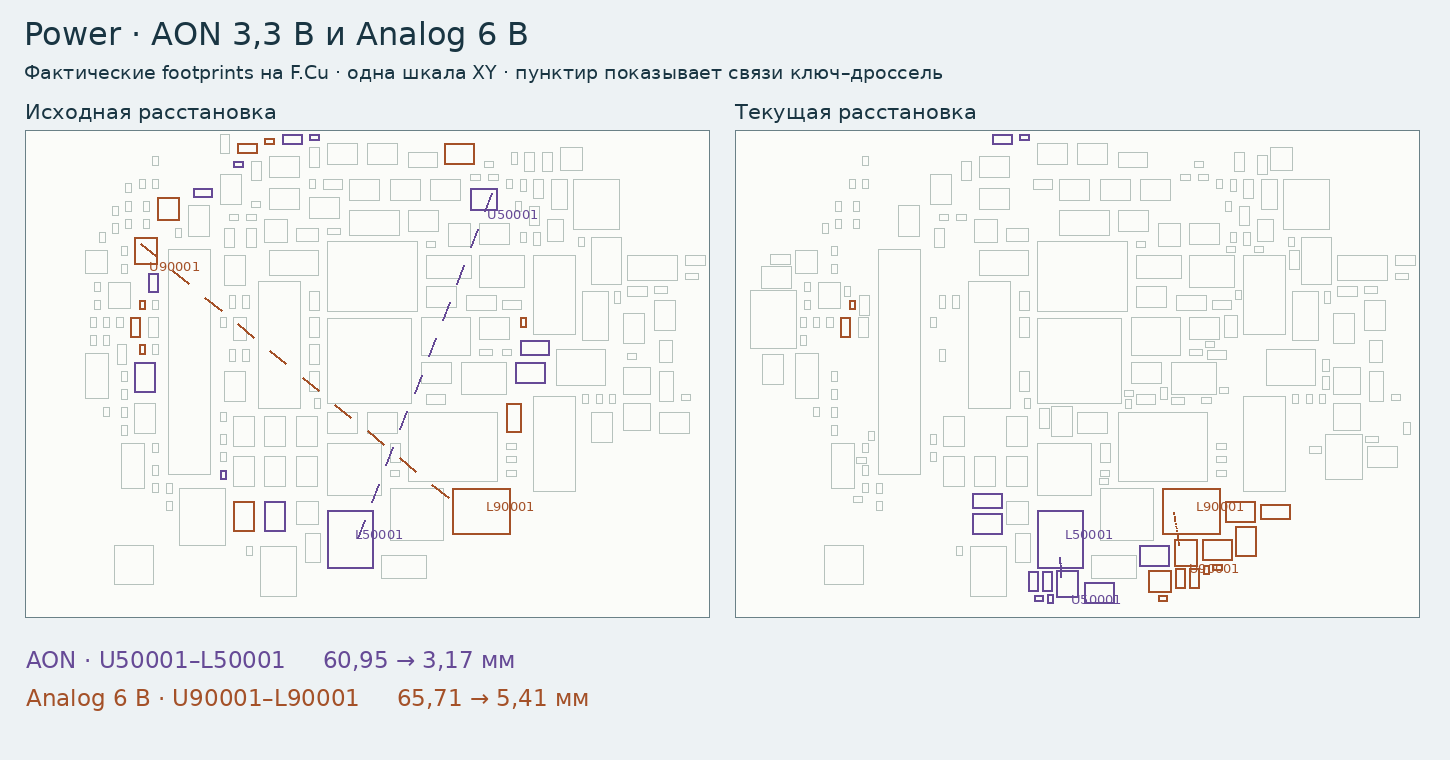 Power · AON 3,3 В и Analog 6 В
Фактические footprints на F.Cu · одна шкала XY · пунктир показывает связи ключ–дроссель
Исходная расстановка
Текущая расстановка
U50001
U90001
L90001
L50001
L90001
L50001
U90001
U50001
AON · U50001–L50001 60,95 → 3,17 мм
Analog 6 В · U90001–L90001 65,71 → 5,41 мм